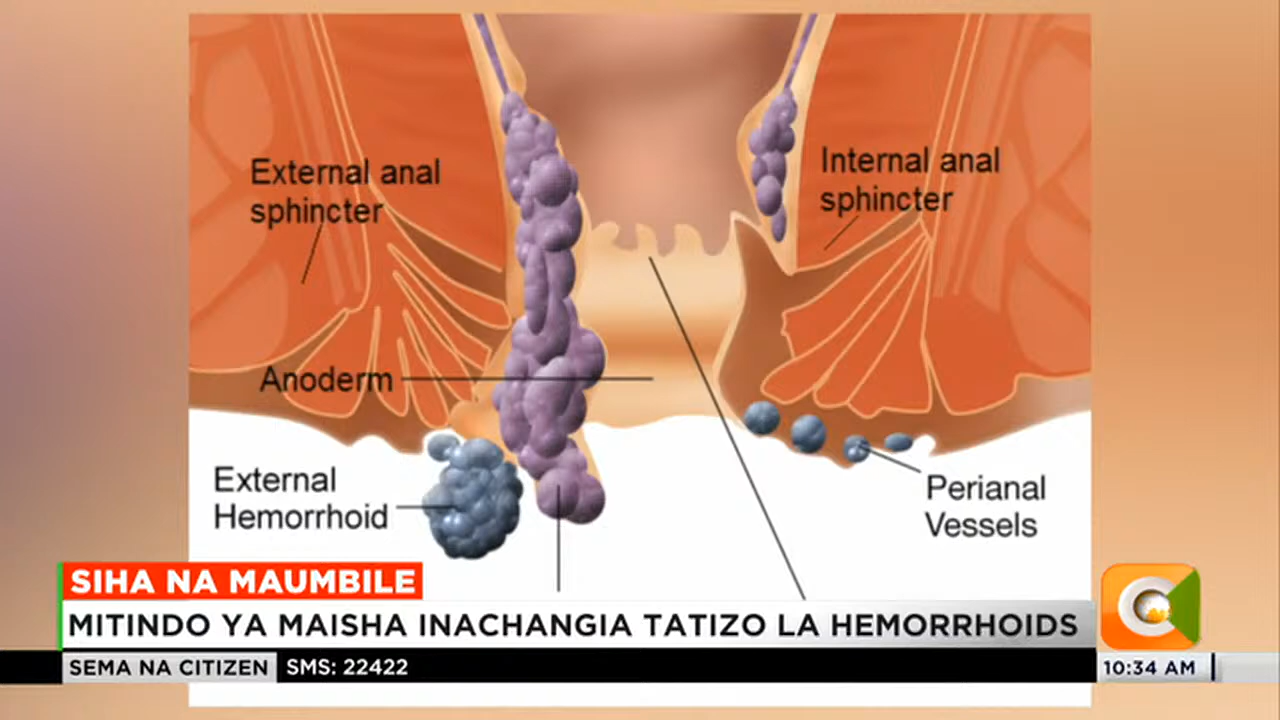 External anal
sphincter
Internal anal
sphincter
Anoderm
External
Hemorrhoid
Perianal
Vessels
SIHA NA MAUMBILE
MITINDO YA MAISHA INACHANGIA TATIZO LA HEMORRHOIDS
SEMA NA CITIZEN
SMS: 22422
10:34 AM